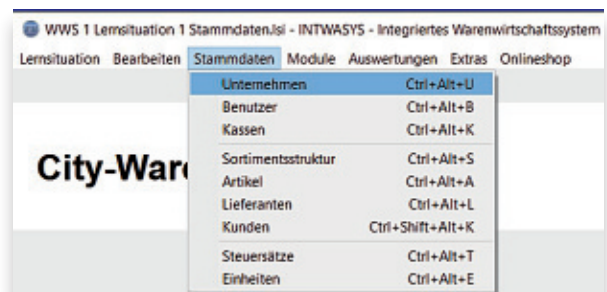 WWS 1 Lernsituation 1 Stammdaten.lsi - INTWASYS - Integriertes Warenwirtschaftssystem
Lernsituation Bearbeiten Stammdaten Module Auswertungen Extras Onlineshop
Unternehmen Ctrl+Alt+U
Benutzer Ctrl+Alt+B
Kassen Ctrl+Alt+K
City-Ware
Sortimentsstruktur Ctrl+Alt+S
Artikel Ctrl+Alt+A
Lieferanten Ctrl+Alt+L
Kunden Ctrl+Shift+Alt+K
Steuersätze Ctrl+Alt+T
Einheiten Ctrl+Alt+E